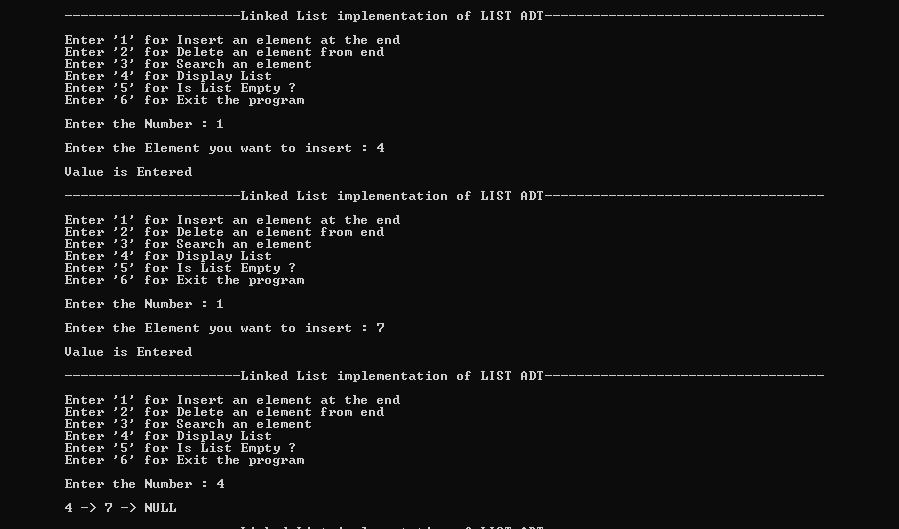 ----------------------Linked List implementation of LIST ADT-----------------------------------
Enter '1' for Insert an element at the end
Enter '2' for Delete an element from end
Enter '3' for Search an element
Enter '4' for Display List
Enter '5' for Is List Empty ?
Enter '6' for Exit the program
Enter the Number : 1
Enter the Element you want to insert : 4
Value is Entered
----------------------Linked List implementation of LIST ADT-----------------------------------
Enter '1' for Insert an element at the end
Enter '2' for Delete an element from end
Enter '3' for Search an element
Enter '4' for Display List
Enter '5' for Is List Empty ?
Enter '6' for Exit the program
Enter the Number : 1
Enter the Element you want to insert : 7
Value is Entered
----------------------Linked List implementation of LIST ADT-----------------------------------
Enter '1' for Insert an element at the end
Enter '2' for Delete an element from end
Enter '3' for Search an element
Enter '4' for Display List
Enter '5' for Is List Empty ?
Enter '6' for Exit the program
Enter the Number : 4
4 -> 7 -> NULL